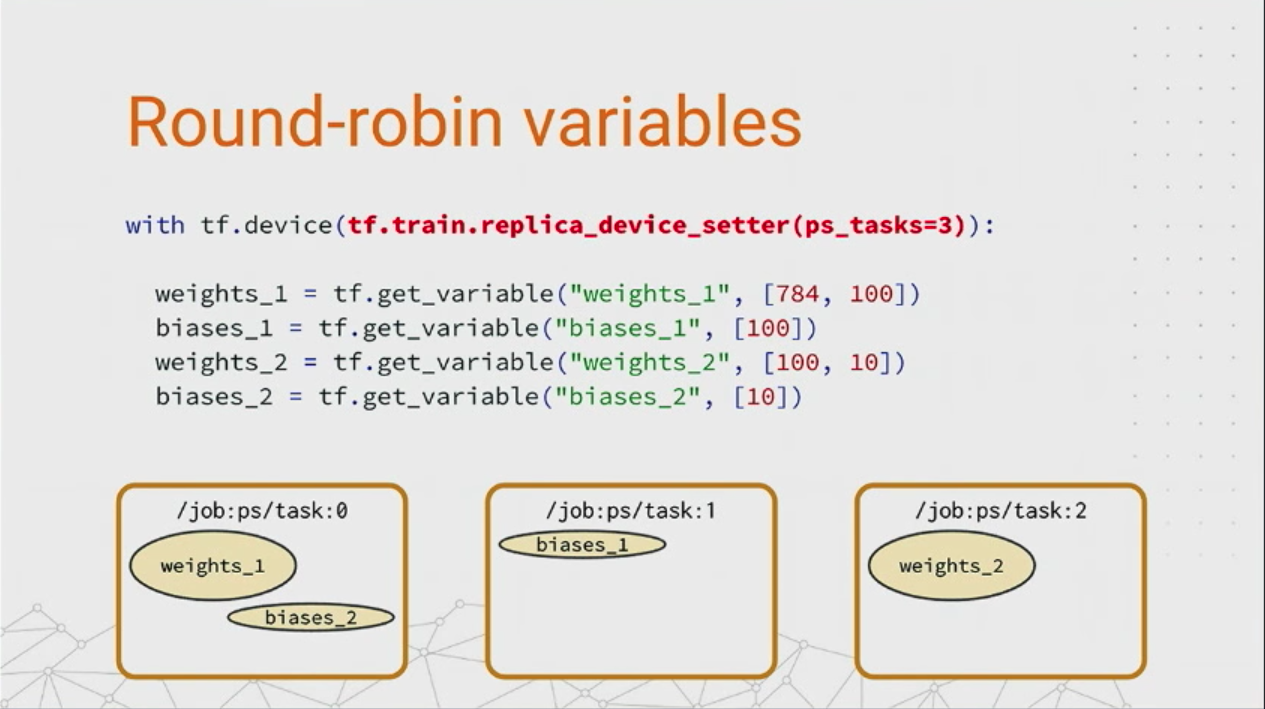 Round-robin variables
with tf.device(tf.train.replica_device_setter(ps_tasks=3)):
weights_1 = tf.get_variable("weights_1", [784, 100])
biases_1 = tf.get_variable("biases_1", [100])
weights_2 = tf.get_variable("weights_2", [100, 10])
biases_2 = tf.get_variable("biases_2", [10])
/job:ps/task:0
weights_1
biases_2
/job:ps/task:1
biases_1
/job:ps/task:2
weights_2